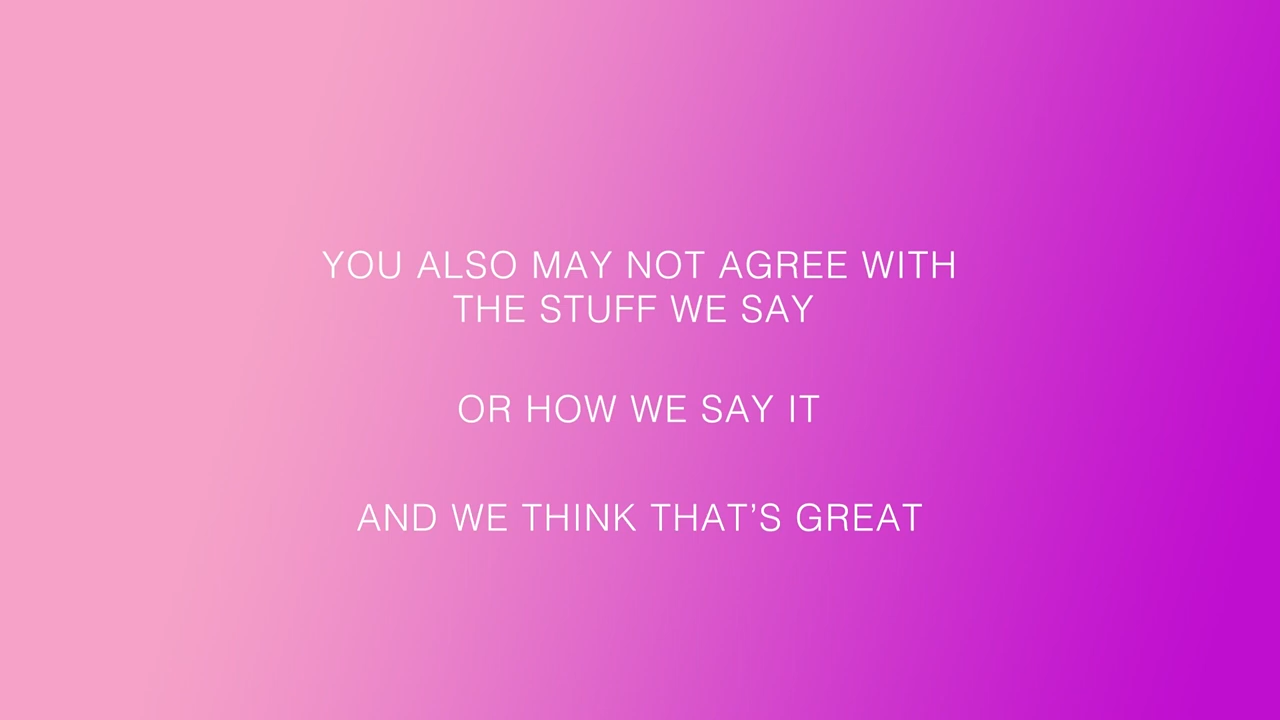 YOU ALSO MAY NOT AGREE WITH
THE STUFF WE SAY
OR HOW WE SAY IT
AND WE THINK THAT’S GREAT